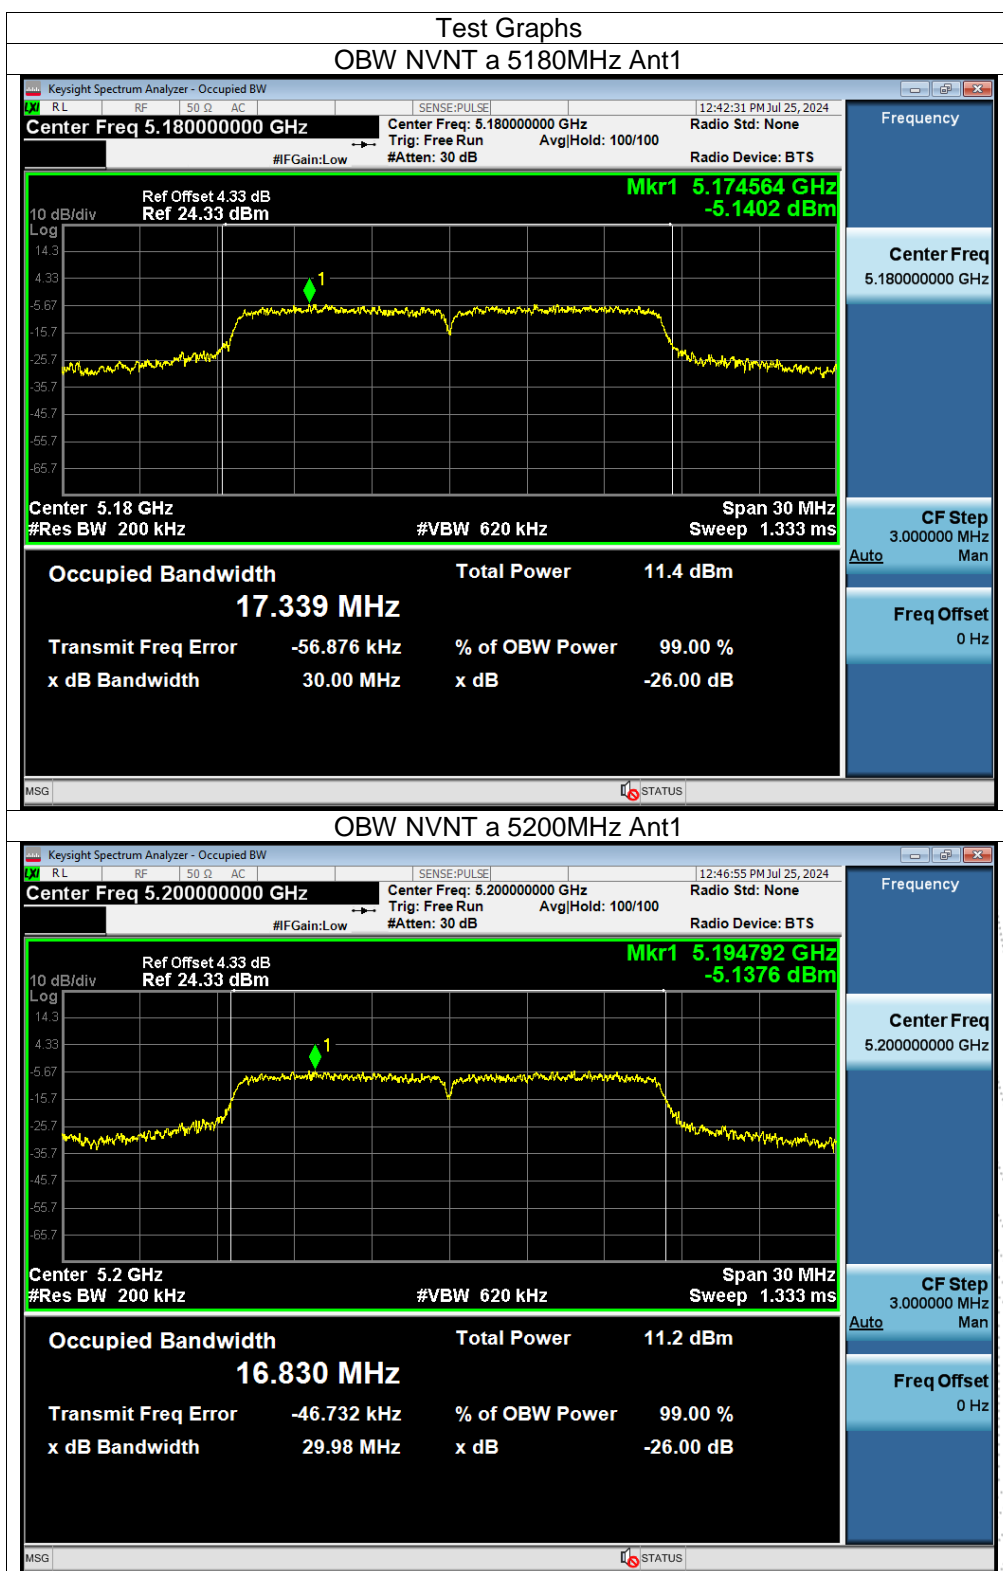 Test Graphs
OBW NVNT a 5180MHz Ant1
Keysight Spectrum Analyzer - Occupied BW
LXI RL RF 50 Ω AC SENSE:PULSE 12:42:31 PM Jul 25, 2024
Center Freq 5.180000000 GHz
Center Freq: 5.180000000 GHz
Radio Std: None
Trig: Free Run Avg|Hold: 100/100
#IFGain:Low #Atten: 30 dB Radio Device: BTS
Frequency
Mkr1 5.174564 GHz
-5.1402 dBm
Ref Offset 4.33 dB
10 dB/div Ref 24.33 dBm
Log
14.3
4.33
-5.67
-15.7
-25.7
-35.7
-45.7
-55.7
-65.7
1
Center 5.18 GHz Span 30 MHz
#Res BW 200 kHz #VBW 620 kHz Sweep 1.333 ms
Center Freq
5.180000000 GHz
CF Step
3.000000 MHz
Auto Man
Freq Offset
0 Hz
Occupied Bandwidth Total Power 11.4 dBm
17.339 MHz
Transmit Freq Error -56.876 kHz % of OBW Power 99.00 %
x dB Bandwidth 30.00 MHz x dB -26.00 dB
MSG STATUS
OBW NVNT a 5200MHz Ant1
Keysight Spectrum Analyzer - Occupied BW
LXI RL RF 50 Ω AC SENSE:PULSE 12:46:55 PM Jul 25, 2024
Center Freq 5.200000000 GHz
Center Freq: 5.200000000 GHz
Radio Std: None
Trig: Free Run Avg|Hold: 100/100
#IFGain:Low #Atten: 30 dB Radio Device: BTS
Frequency
Mkr1 5.194792 GHz
-5.1376 dBm
Ref Offset 4.33 dB
10 dB/div Ref 24.33 dBm
Log
14.3
4.33
-5.67
-15.7
-25.7
-35.7
-45.7
-55.7
-65.7
1
Center 5.2 GHz Span 30 MHz
#Res BW 200 kHz #VBW 620 kHz Sweep 1.333 ms
Center Freq
5.200000000 GHz
CF Step
3.000000 MHz
Auto Man
Freq Offset
0 Hz
Occupied Bandwidth Total Power 11.2 dBm
16.830 MHz
Transmit Freq Error -46.732 kHz % of OBW Power 99.00 %
x dB Bandwidth 29.98 MHz x dB -26.00 dB
MSG STATUS